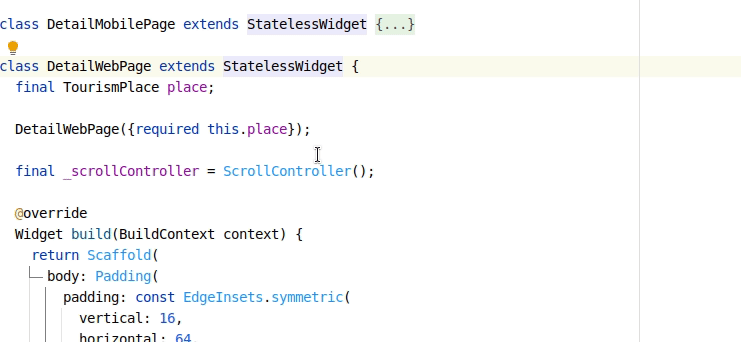 class DetailMobilePage extends StatelessWidget {...}
class DetailWebPage extends StatelessWidget {
final TourismPlace place;
DetailWebPage({required this.place});
final _scrollController = ScrollController();
@override
Widget build(BuildContext context) {
return Scaffold(
body: Padding(
padding: const EdgeInsets.symmetric(
vertical: 16,
horizontal: 64,